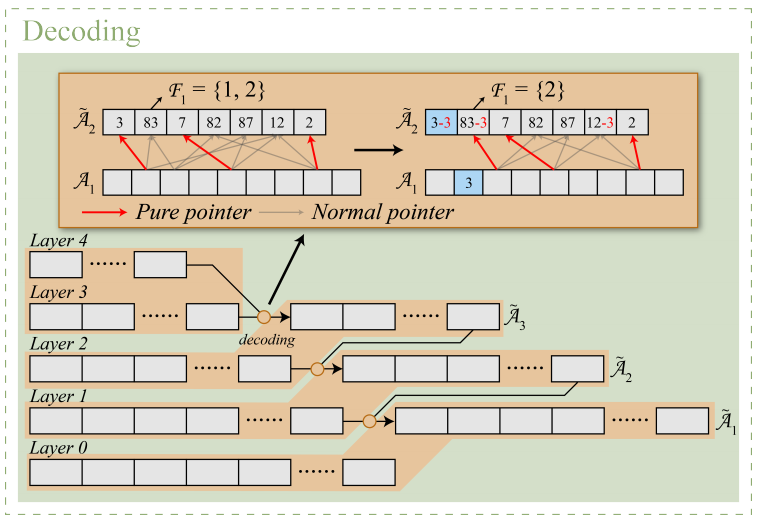 Decoding
ℱ₁ = {1, 2}
Ã₂ 3 83 7 82 87 12 2
A₁
ℱ₁ = {2}
Ã₂ 3-3 83-3 7 82 87 12-3 2
A₁ 3
Pure pointer Normal pointer
Layer 4
......
Layer 3
...... decoding ...... Ã₃
Layer 2
...... ...... Ã₂
Layer 1
...... ...... Ã₁
Layer 0
......